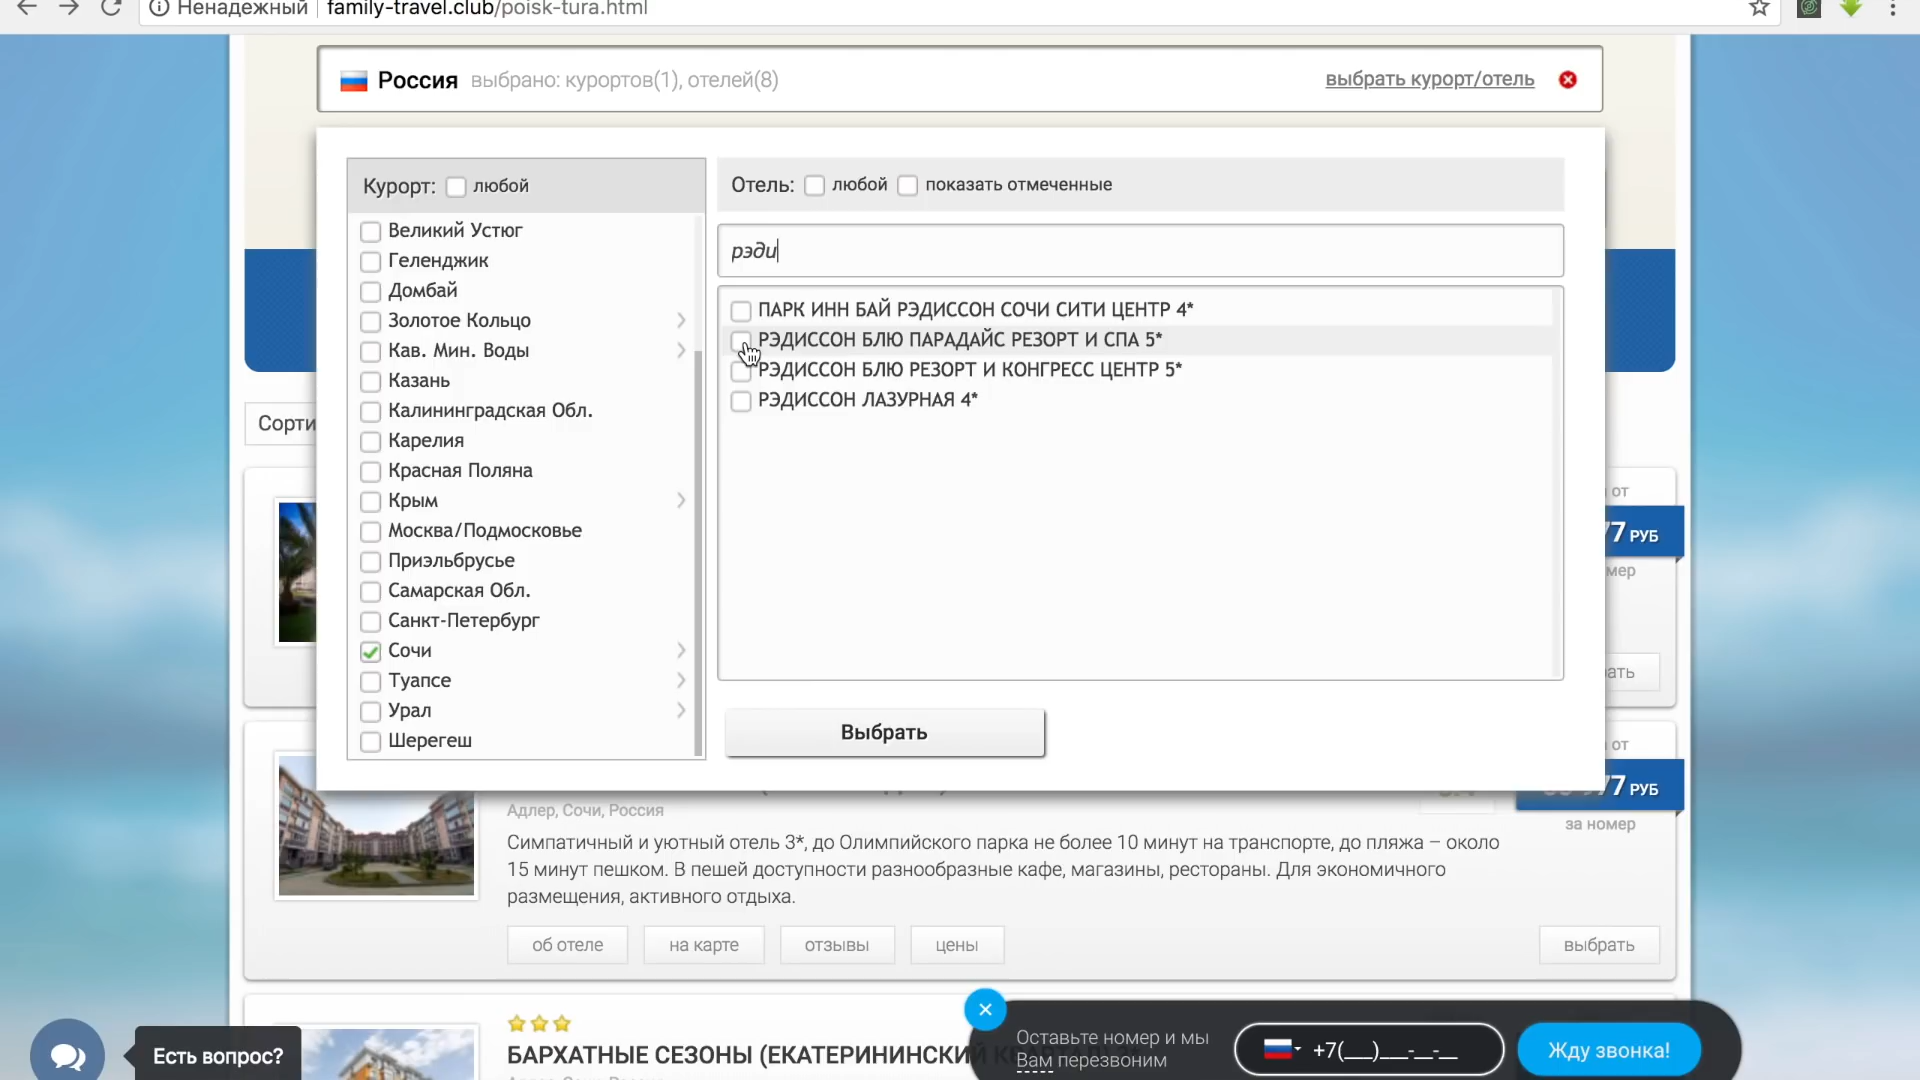 Ненадежный family-travel.club/poisk-tura.html
Россия выбрано: курортов(1), отелей(8) выбрать курорт/отель
Курорт: любой
Отель: любой показать отмеченные
Великий Устюг
Геленджик
Домбай
Золотое Кольцо
Кав. Мин. Воды
Казань
Калининградская Обл.
Карелия
Красная Поляна
Крым
Москва/Подмосковье
Приэльбрусье
Самарская Обл.
Санкт-Петербург
Сочи
Туапсе
Урал
Шерегеш
рэди
ПАРК ИНН БАЙ РЭДИССОН СОЧИ СИТИ ЦЕНТР 4*
РЭДИССОН БЛЮ ПАРАДАЙС РЕЗОРТ И СПА 5*
РЭДИССОН БЛЮ РЕЗОРТ И КОНГРЕСС ЦЕНТР 5*
РЭДИССОН ЛАЗУРНАЯ 4*
Выбрать
Сорти
от
77 РУБ
мер
ать
от
77 РУБ
за номер
Адлер, Сочи, Россия
Симпатичный и уютный отель 3*, до Олимпийского парка не более 10 минут на транспорте, до пляжа – около
15 минут пешком. В пешей доступности разнообразные кафе, магазины, рестораны. Для экономичного
размещения, активного отдыха.
об отеле на карте отзывы цены выбрать
БАРХАТНЫЕ СЕЗОНЫ (ЕКАТЕРИНИНСКИЙ
Есть вопрос?
Оставьте номер и мы
Вам перезвоним
+7(___)___-__-__
Жду звонка!